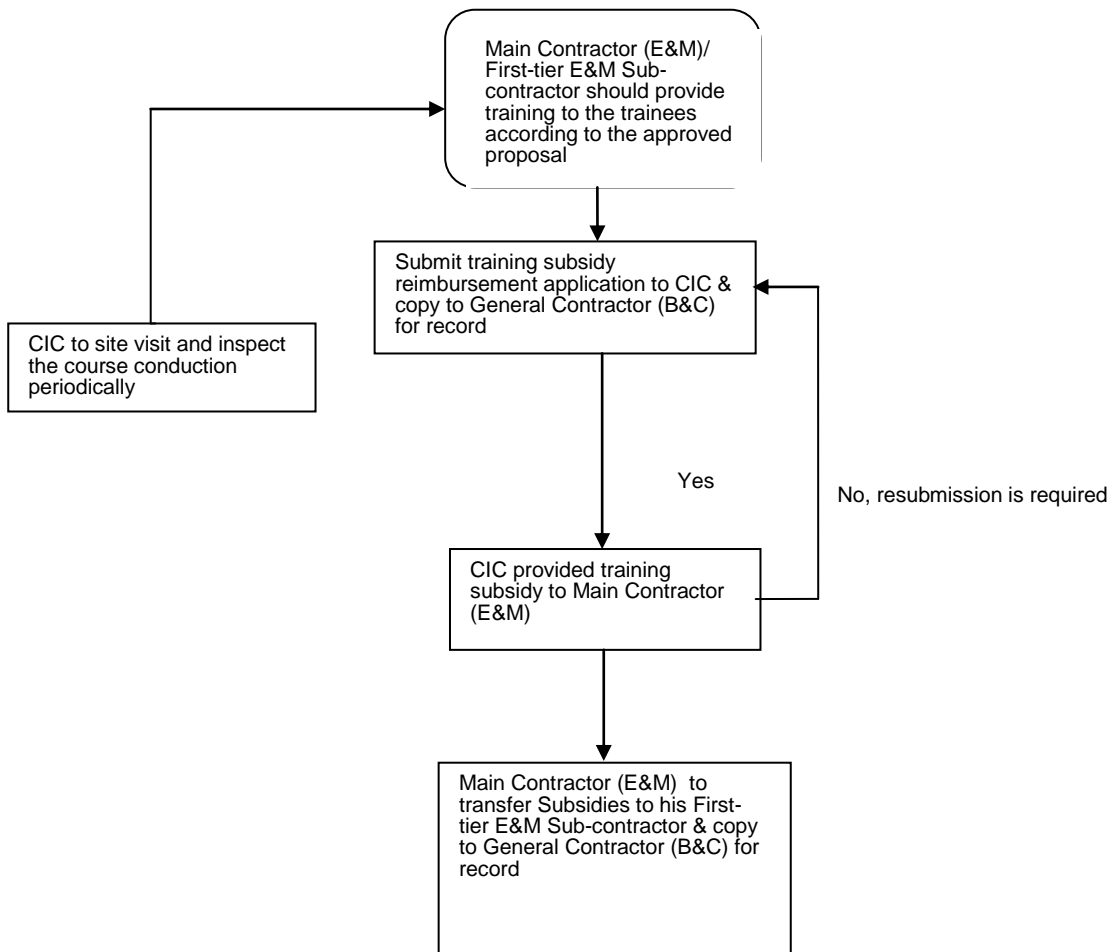 Main Contractor (E&M)/
First-tier E&M Sub-
contractor should provide
training to the trainees
according to the approved
proposal
Submit training subsidy
reimbursement application to CIC &
copy to General Contractor (B&C)
for record
CIC to site visit and inspect
the course conduction
periodically
Yes
No, resubmission is required
CIC provided training
subsidy to Main Contractor
(E&M)
Main Contractor (E&M)  to
transfer Subsidies to his First-
tier E&M Sub-contractor & copy
to General Contractor (B&C) for
record